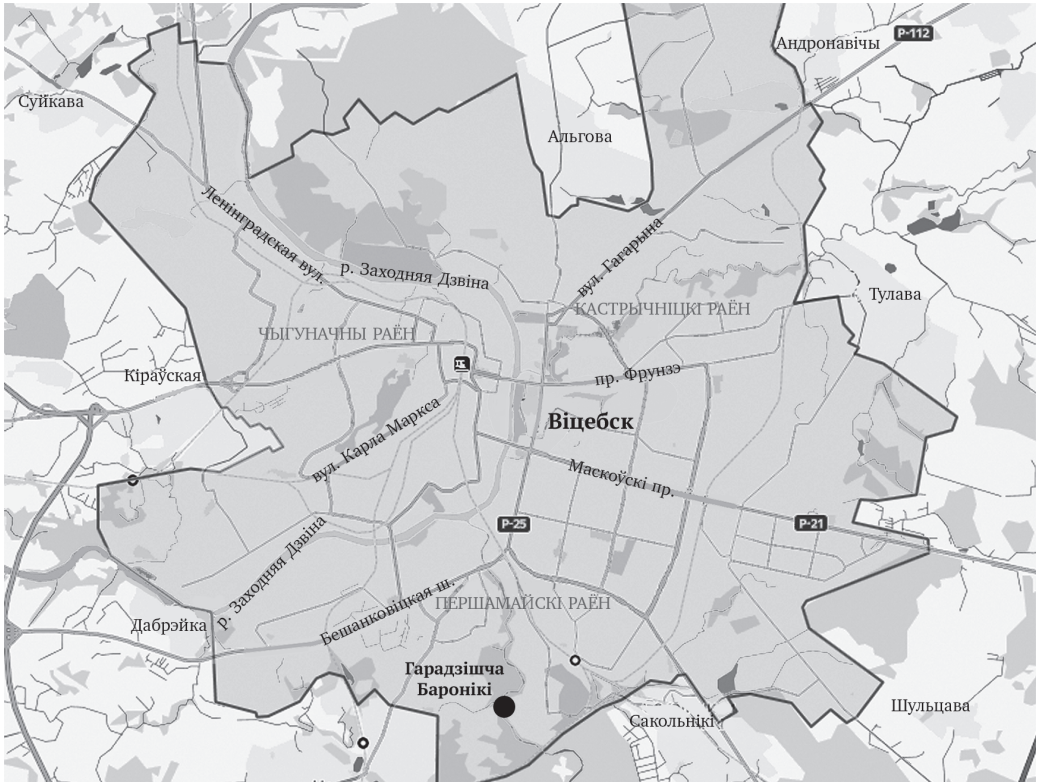 Р-112
Андронавічы
Суйкава
Альгова
Ленінградская вул.
вул. Гагарына
р. Заходняя Дзвіна
Тулава
КАСТРЫЧНІЦКІ РАЁН
ЧЫГУНАЧНЫ РАЁН
Кіраўская
пр. Фрунзэ
вул. Карла Маркса
Віцебск
Маскоўскі пр.
Р-25
Р-21
р. Заходняя Дзвіна
Бешанковіцкая ш.
ПЕРШАМАЙСКІ РАЁН
Дабрэйка
Гарадзішча
Баронікі
Сакольнікі
Шульцава